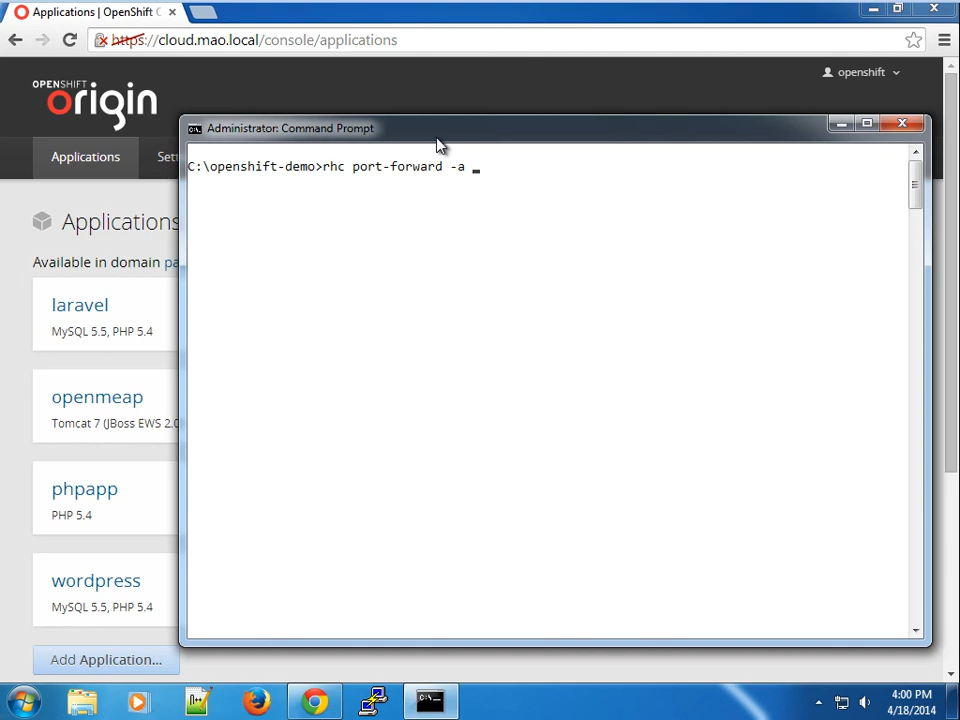 Applications | OpenShift C
https://cloud.mao.local/console/applications
OPENSHIFT
origin
openshift
Applications
Sett
Administrator: Command Prompt
C:\openshift-demo>rhc port-forward -a _
Applications
Available in domain pa
laravel
MySQL 5.5, PHP 5.4
openmeap
Tomcat 7 (JBoss EWS 2.0
phpapp
PHP 5.4
wordpress
MySQL 5.5, PHP 5.4
Add Application...
4:00 PM
4/18/2014